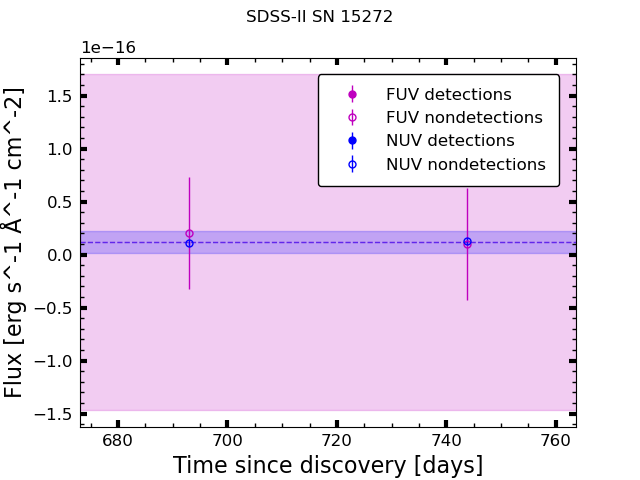 SDSS-II SN 15272
1e−16
FUV detections
FUV nondetections
NUV detections
NUV nondetections
1.5
1.0
0.5
0.0
−0.5
−1.0
−1.5
Flux [erg s^-1 Å^-1 cm^-2]
680
700
720
740
760
Time since discovery [days]